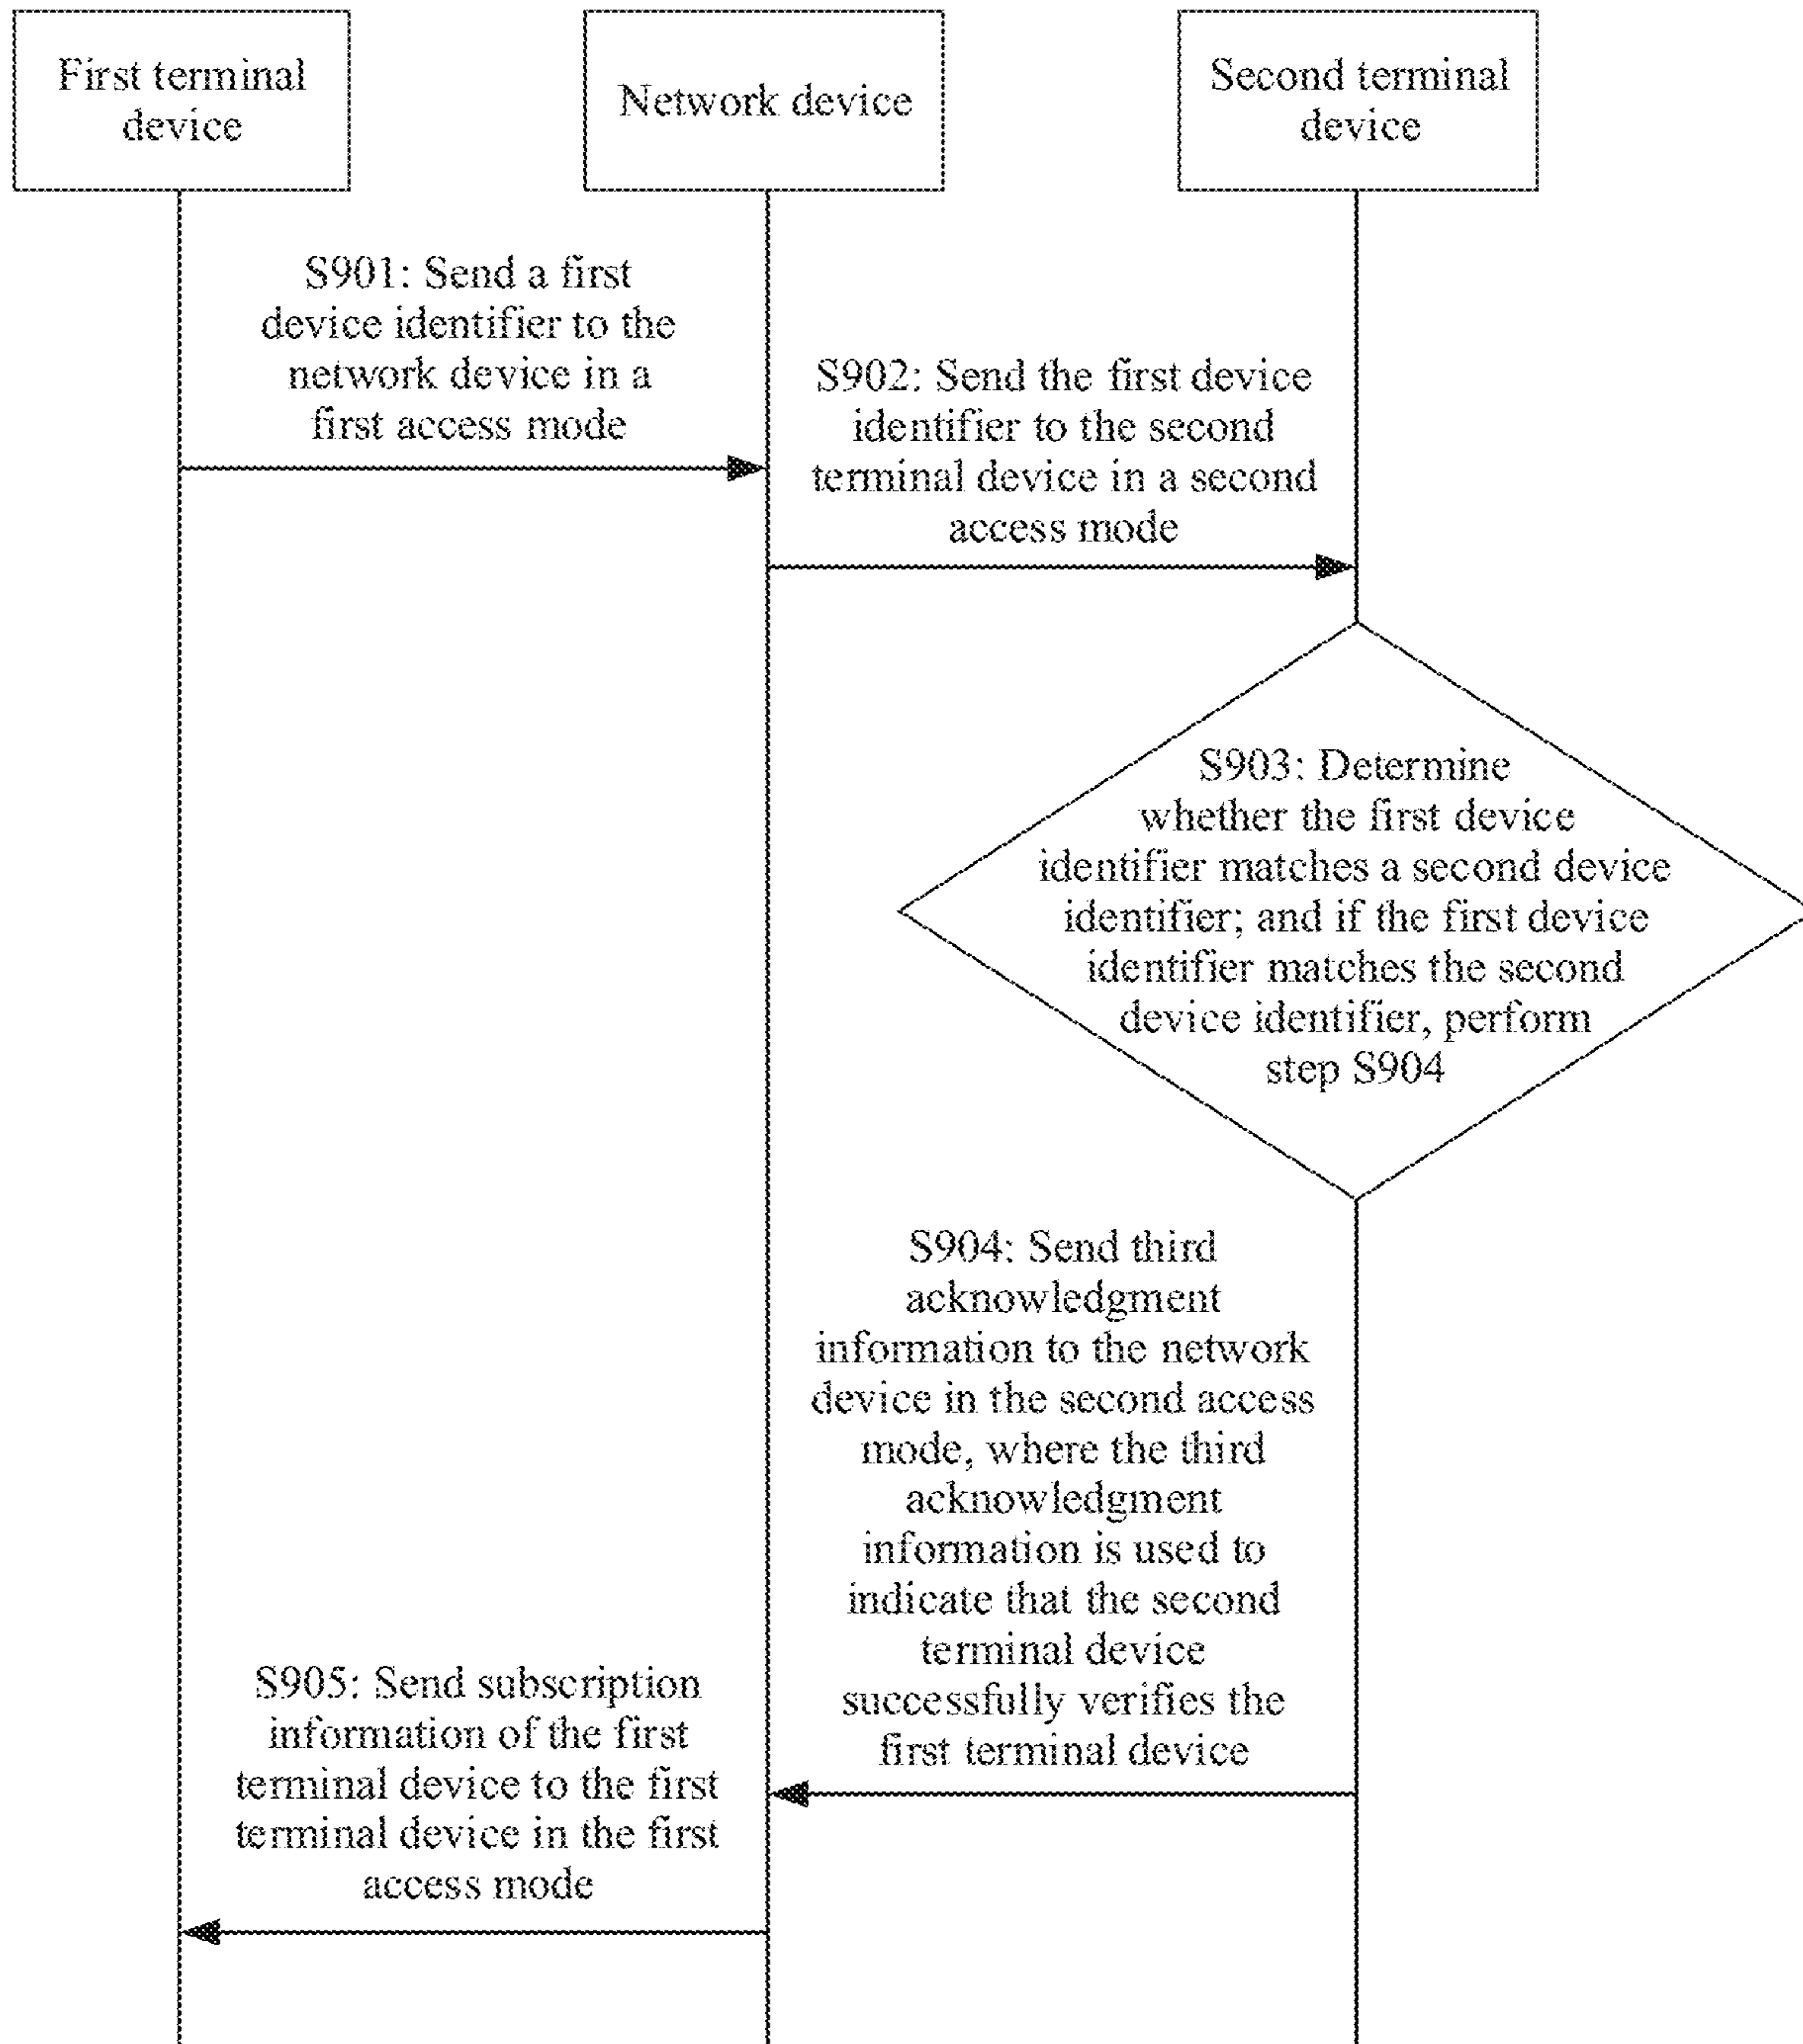 First terminal
device
Network device
Second terminal
device
S901: Send a first
device identifier to the
network device in a
first access mode
S902: Send the first device
identifier to the second
terminal device in a second
access mode
S903: Determine
whether the first device
identifier matches a second device
identifier; and if the first device
identifier matches the second
device identifier, perform
step S904
S904: Send third
acknowledgment
information to the network
device in the second access
mode, where the third
acknowledgment
information is used to
indicate that the second
terminal device
successfully verifies the
first terminal device
S905: Send subscription
information of the first
terminal device to the first
terminal device in the first
access mode